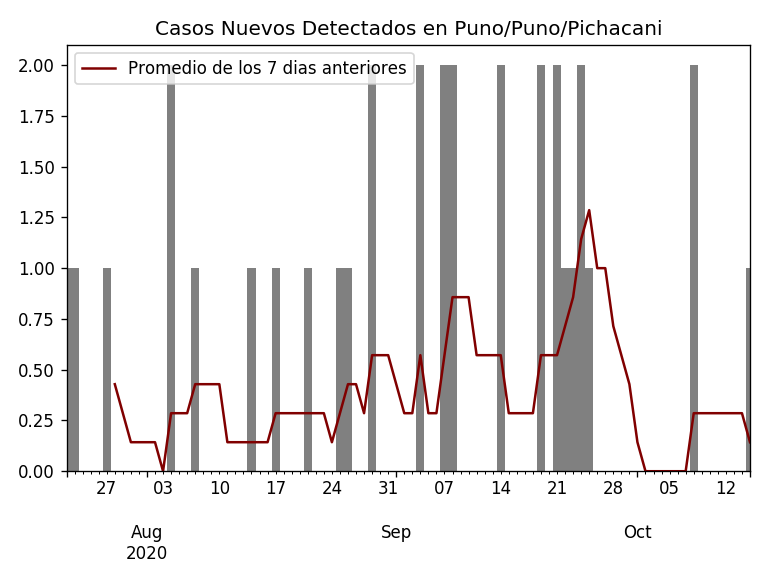 Casos Nuevos Detectados en Puno/Puno/Pichacani
Promedio de los 7 dias anteriores
2.00
1.75
1.50
1.25
1.00
0.75
0.50
0.25
0.00
27 03 10 17 24 31 07 14 21 28 05 12
Aug Sep Oct
2020